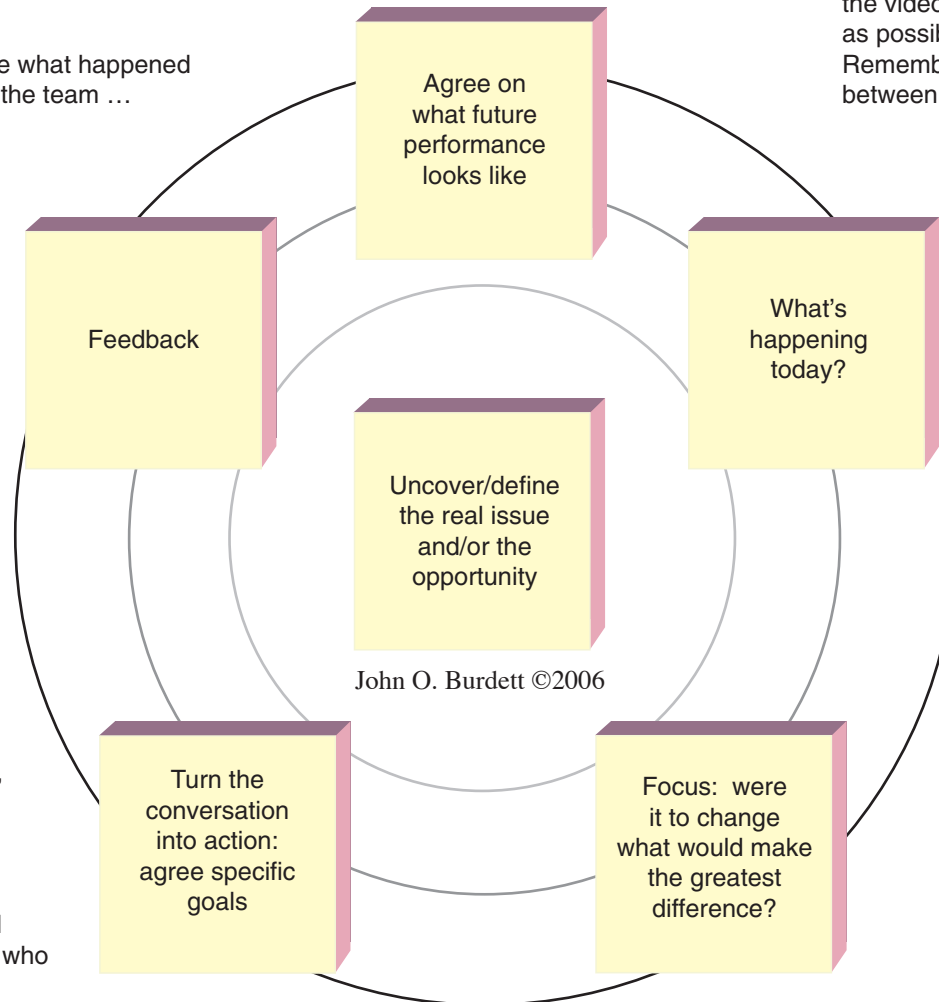 the video
as possib
Rememb
between
e what happened
the team …
Agree on
what future
performance
looks like
Feedback
What's
happening
today?
Uncover/define
the real issue
and/or the
opportunity
John O. Burdett ©2006
Turn the
conversation
into action:
agree specific
goals
Focus: were
it to change
what would make
the greatest
difference?
who